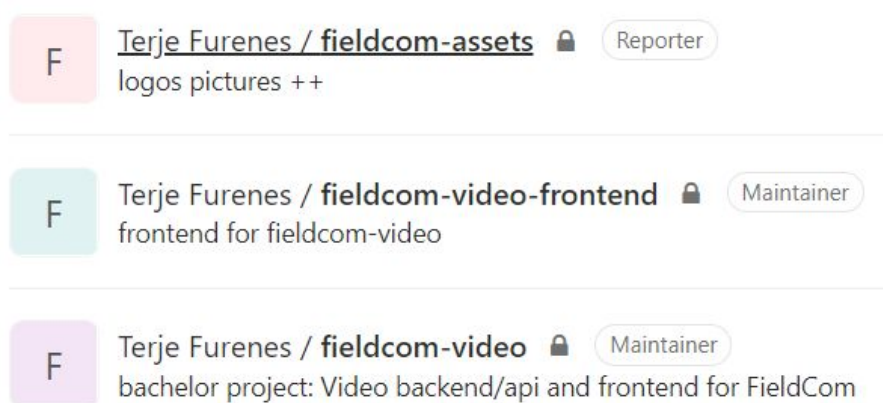 F
Terje Furenes / fieldcom-assets Reporter
logos pictures ++
F
Terje Furenes / fieldcom-video-frontend Maintainer
frontend for fieldcom-video
F
Terje Furenes / fieldcom-video Maintainer
bachelor project: Video backend/api and frontend for FieldCom